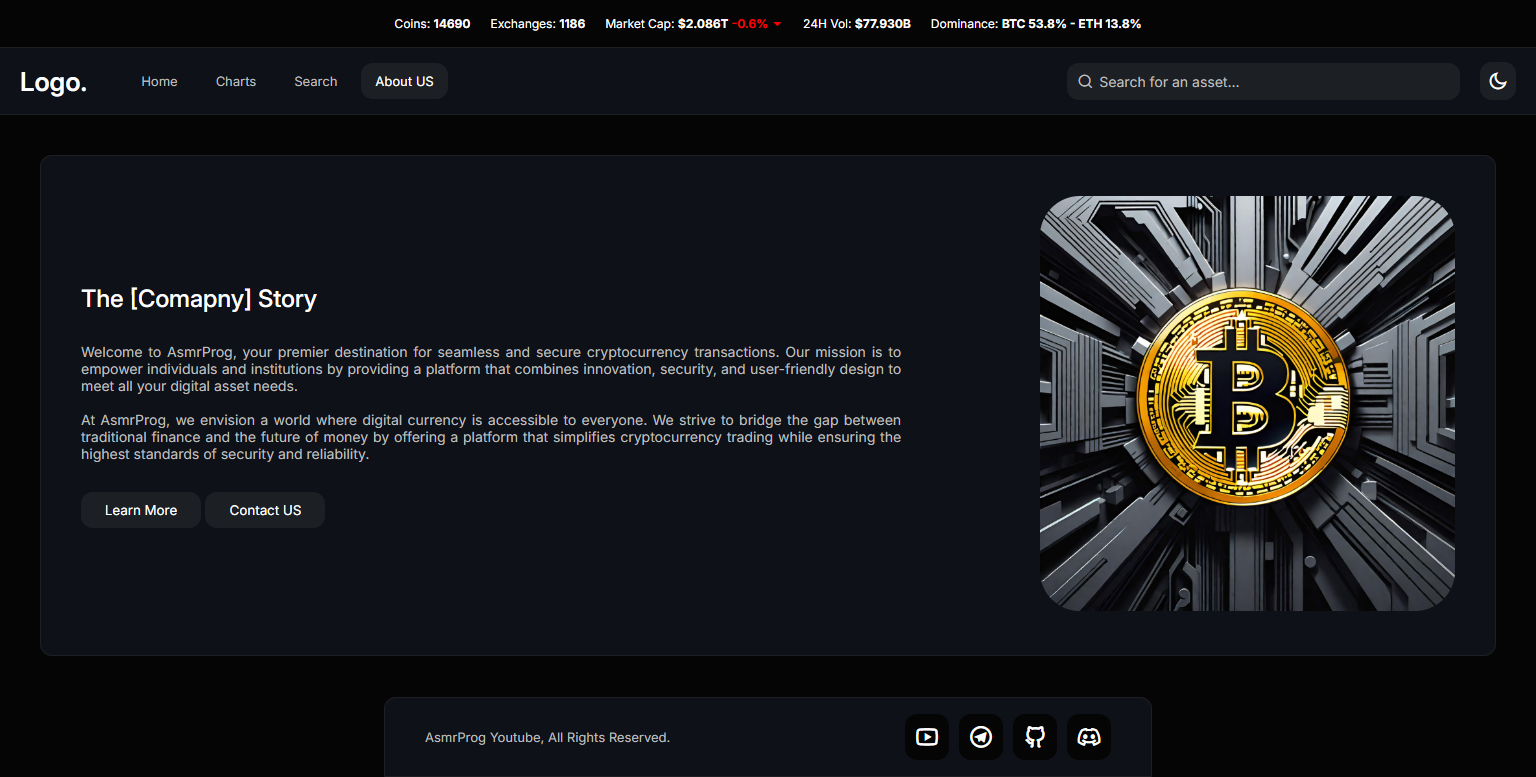 Coins: 14690 Exchanges: 1186 Market Cap: $2.086T -0.6% 24H Vol: $77.930B Dominance: BTC 53.8% - ETH 13.8%
Logo. Home Charts Search About US Search for an asset...
The [Comapny] Story
Welcome to AsmrProg, your premier destination for seamless and secure cryptocurrency transactions. Our mission is to
empower individuals and institutions by providing a platform that combines innovation, security, and user-friendly design to
meet all your digital asset needs.
At AsmrProg, we envision a world where digital currency is accessible to everyone. We strive to bridge the gap between
traditional finance and the future of money by offering a platform that simplifies cryptocurrency trading while ensuring the
highest standards of security and reliability.
Learn More Contact US
AsmrProg Youtube, All Rights Reserved.